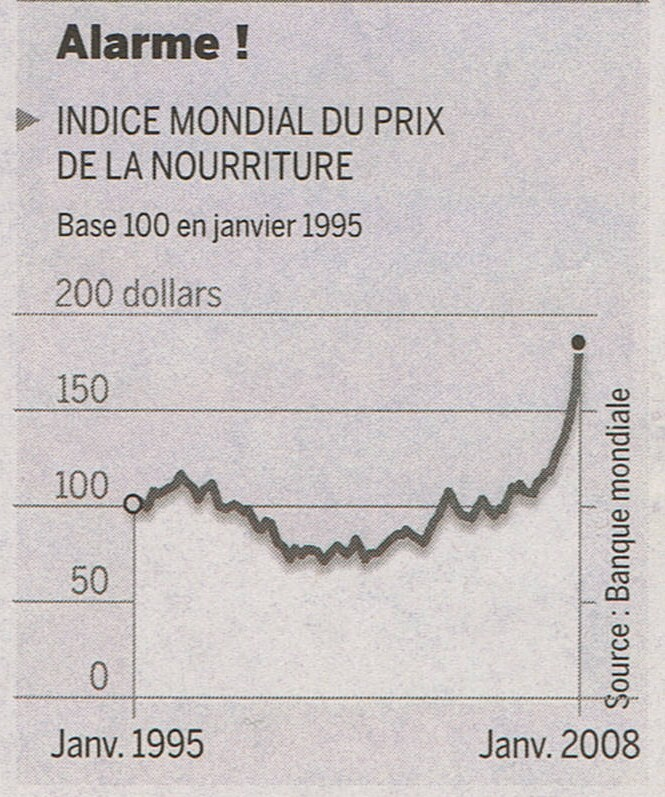 Alarme !
INDICE MONDIAL DU PRIX
DE LA NOURRITURE
Base 100 en janvier 1995
200 dollars
150
100
50
0
Janv. 1995
Janv. 2008
Source : Banque mondiale